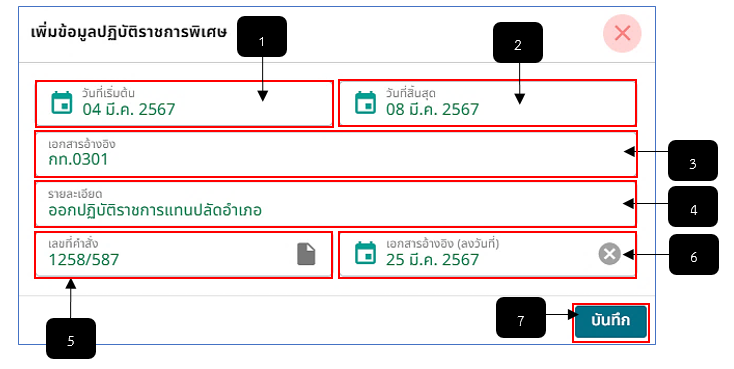 เพิ่มข้อมูลปฏิบัติราชการพิเศษ
1
2
วันที่เริ่มต้น
04 มี.ค. 2567
วันที่สิ้นสุด
08 มี.ค. 2567
เอกสารอ้างอิง
กท.0301
3
รายละเอียด
ออกปฏิบัติราชการแทนปลัดอำเภอ
4
เลขที่คำสั่ง
1258/587
เอกสารอ้างอิง (ลงวันที่)
25 มี.ค. 2567
6
5
7
บันทึก